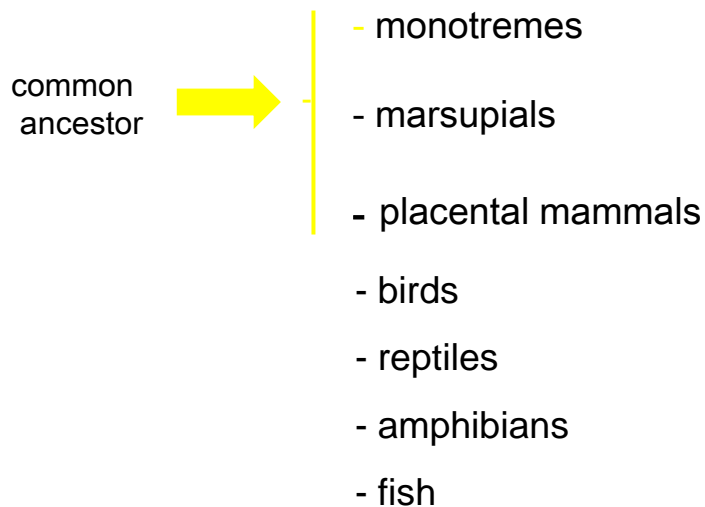 common
ancestor
- monotremes
- marsupials
- placental mammals
- birds
- reptiles
- amphibians
- fish